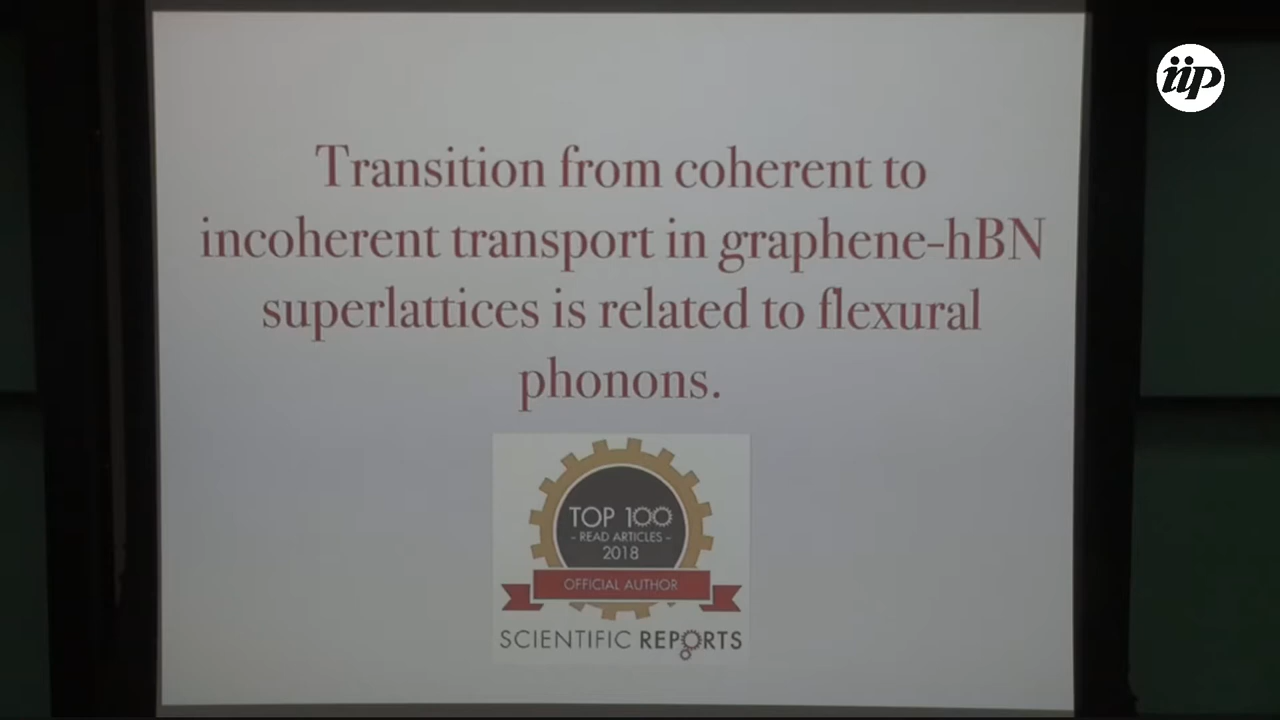 iip
Transition from coherent to
incoherent transport in graphene-hBN
superlattices is related to flexural
phonons.
TOP 100
- READ ARTICLES -
2018
OFFICIAL AUTHOR
SCIENTIFIC REPORTS